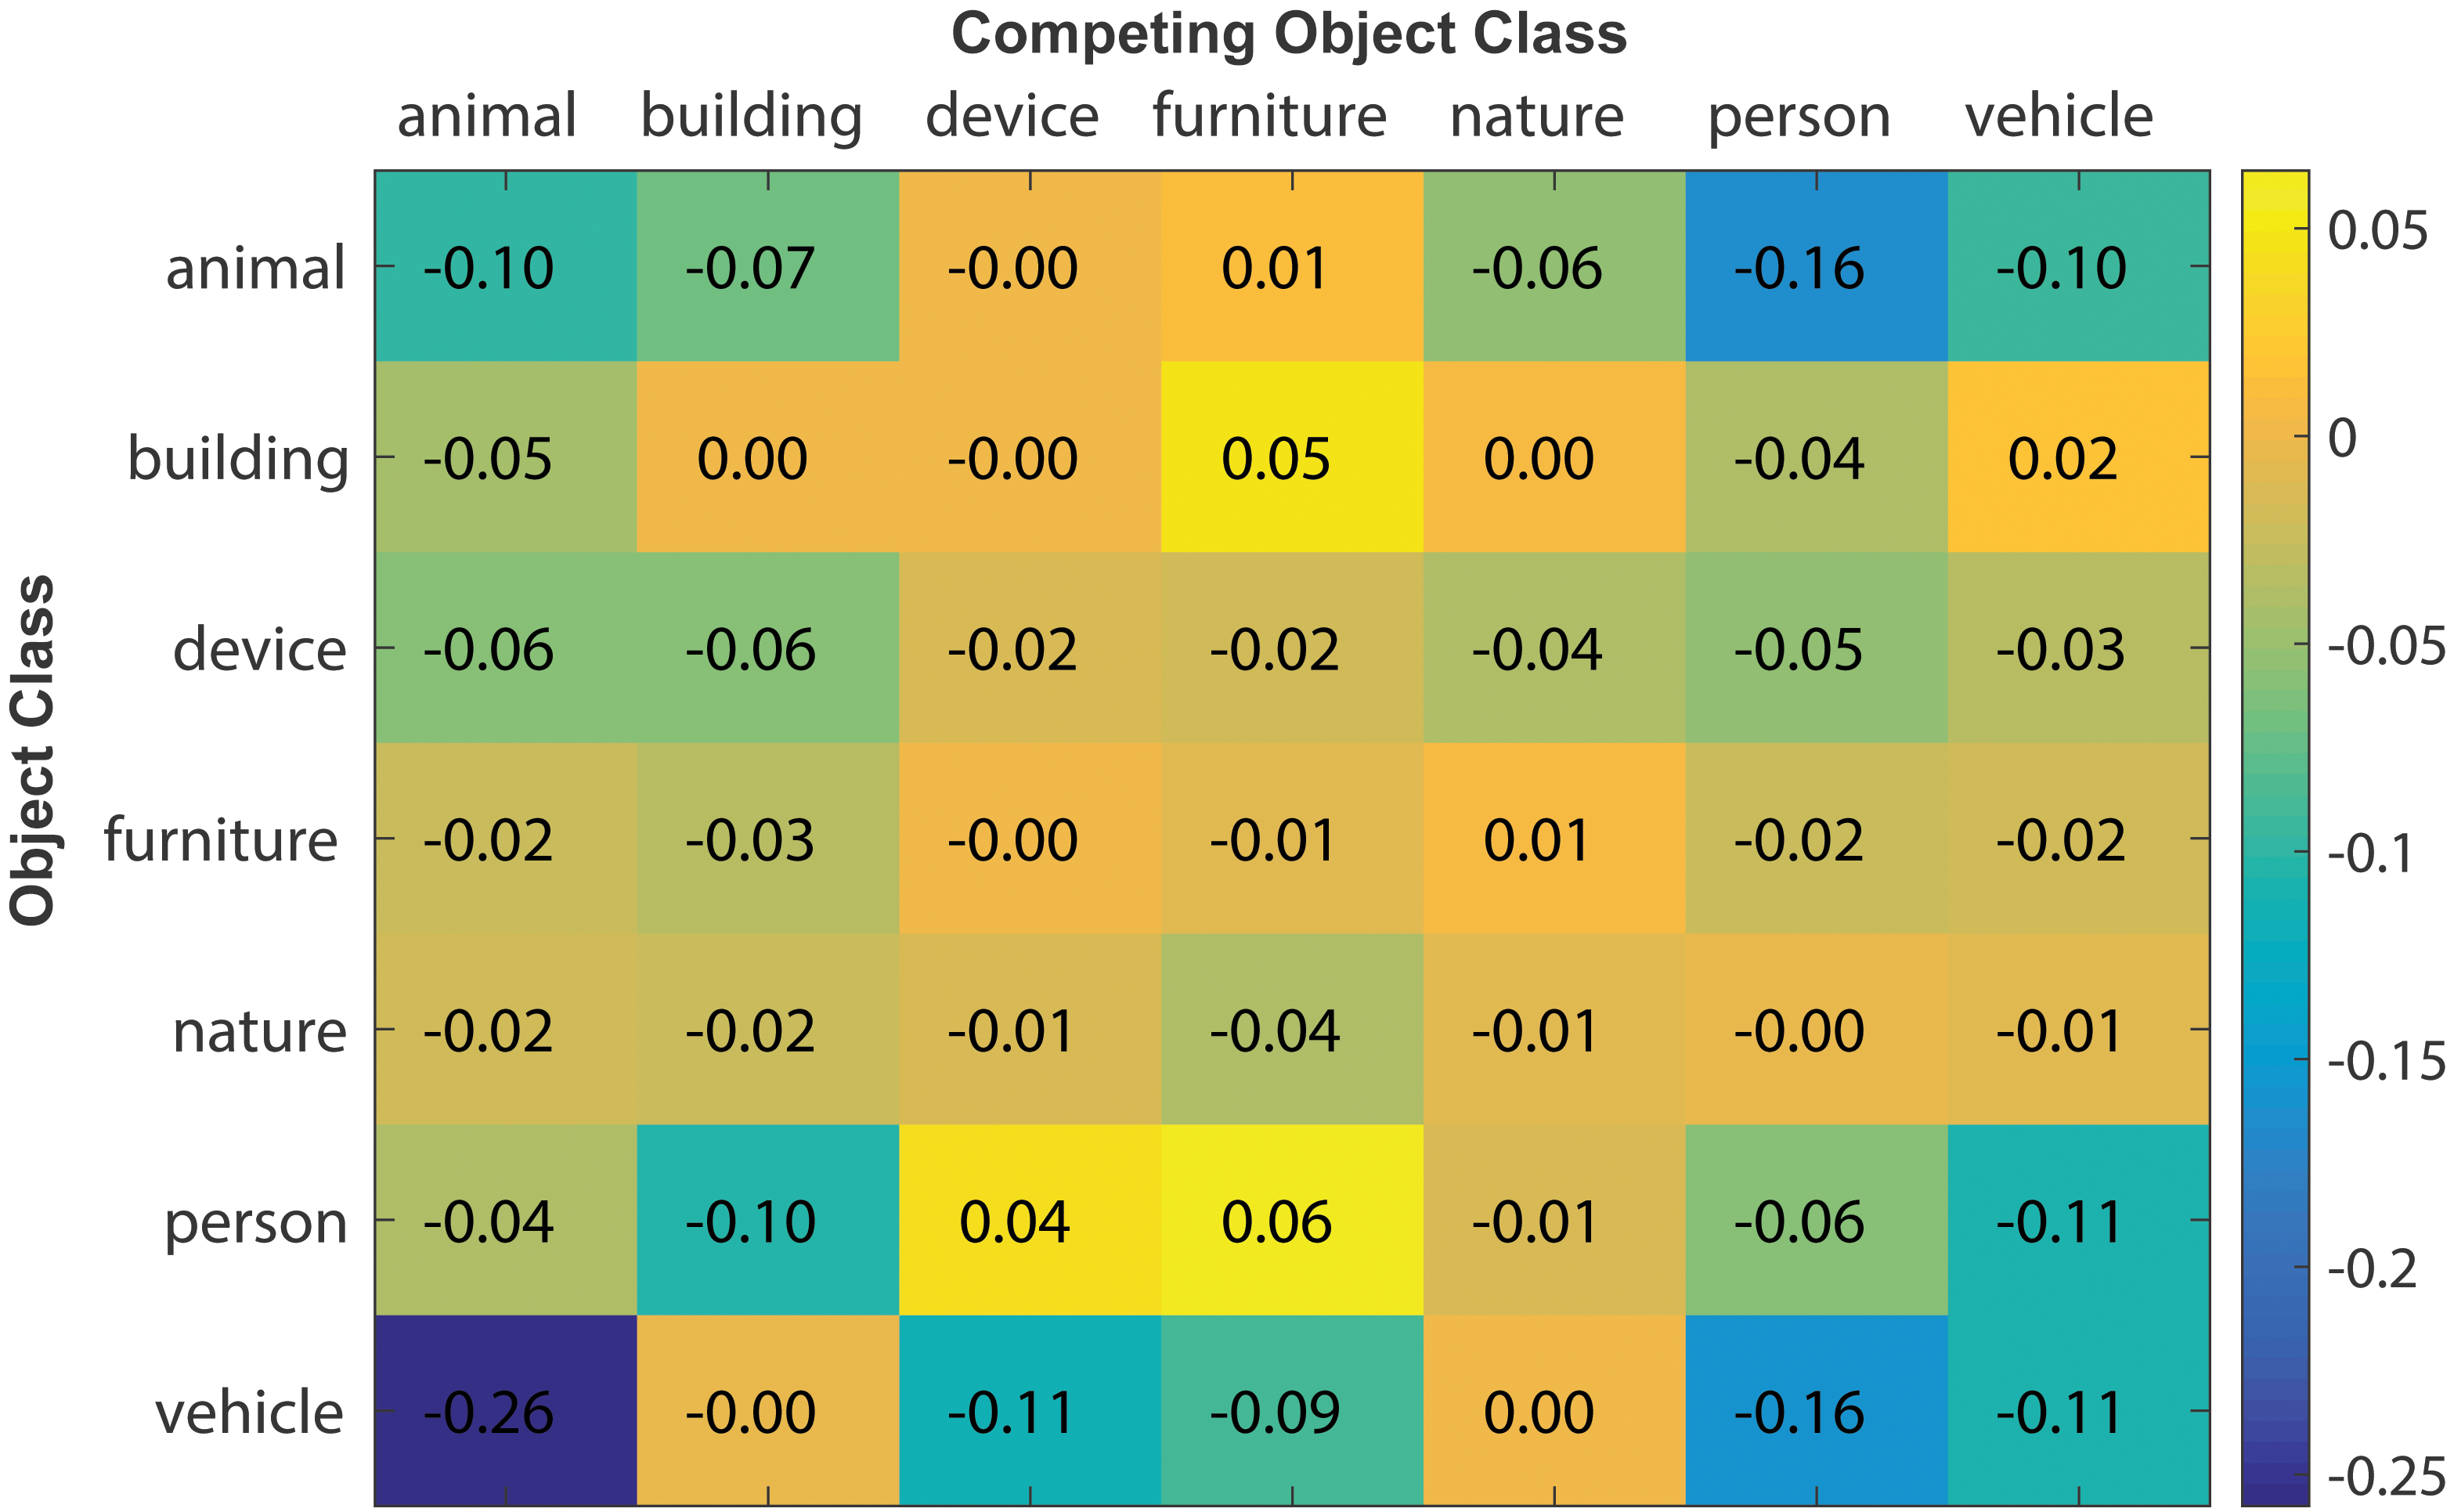 Competing Object Class
animal building device furniture nature person vehicle
animal -0.10 -0.07 -0.00 0.01 -0.06 -0.16 -0.10
building -0.05 0.00 -0.00 0.05 0.00 -0.04 0.02
device -0.06 -0.06 -0.02 -0.02 -0.04 -0.05 -0.03
furniture -0.02 -0.03 -0.00 -0.01 0.01 -0.02 -0.02
nature -0.02 -0.02 -0.01 -0.04 -0.01 -0.00 -0.01
person -0.04 -0.10 0.04 0.06 -0.01 -0.06 -0.11
vehicle -0.26 -0.00 -0.11 -0.09 0.00 -0.16 -0.11
Object Class
0.05
0
-0.05
-0.1
-0.15
-0.2
-0.25